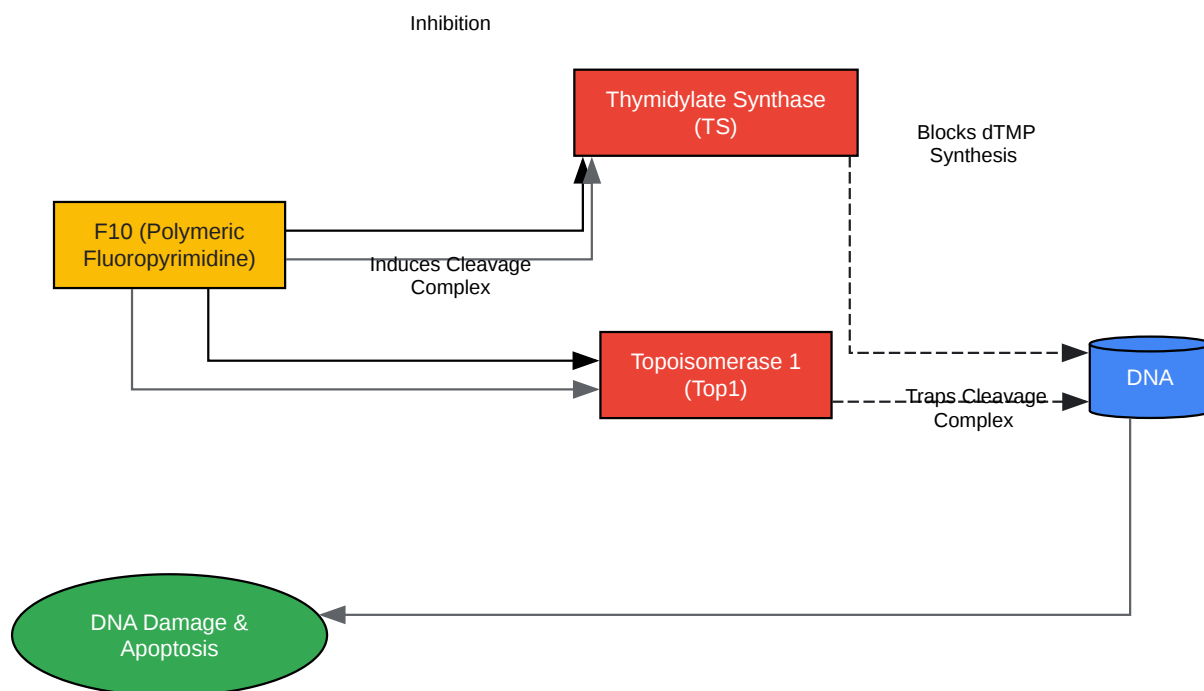 Inhibition
Thymidylate Synthase
(TS)
Blocks dTMP
Synthesis
F10 (Polymeric
Fluoropyrimidine)
Induces Cleavage
Complex
Topoisomerase 1
(Top1)
DNA
Traps Cleavage
Complex
DNA Damage &
Apoptosis